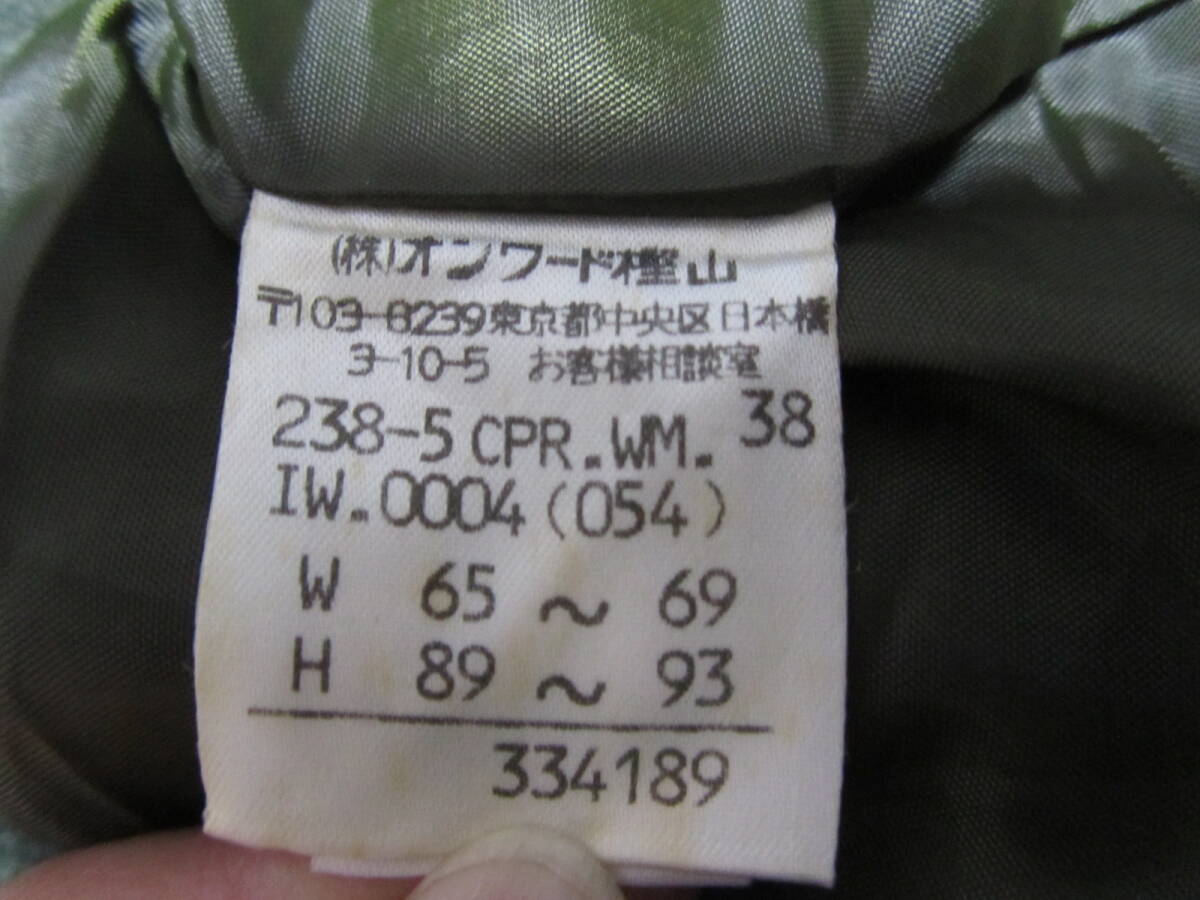 (株)オンワード樫山
〒103-8239東京都中央区日本橋
3-10-5 お客様相談室
238-5 CPR.WM. 38
IW.0004(054)
W 65 ~ 69
H 89 ~ 93
334189